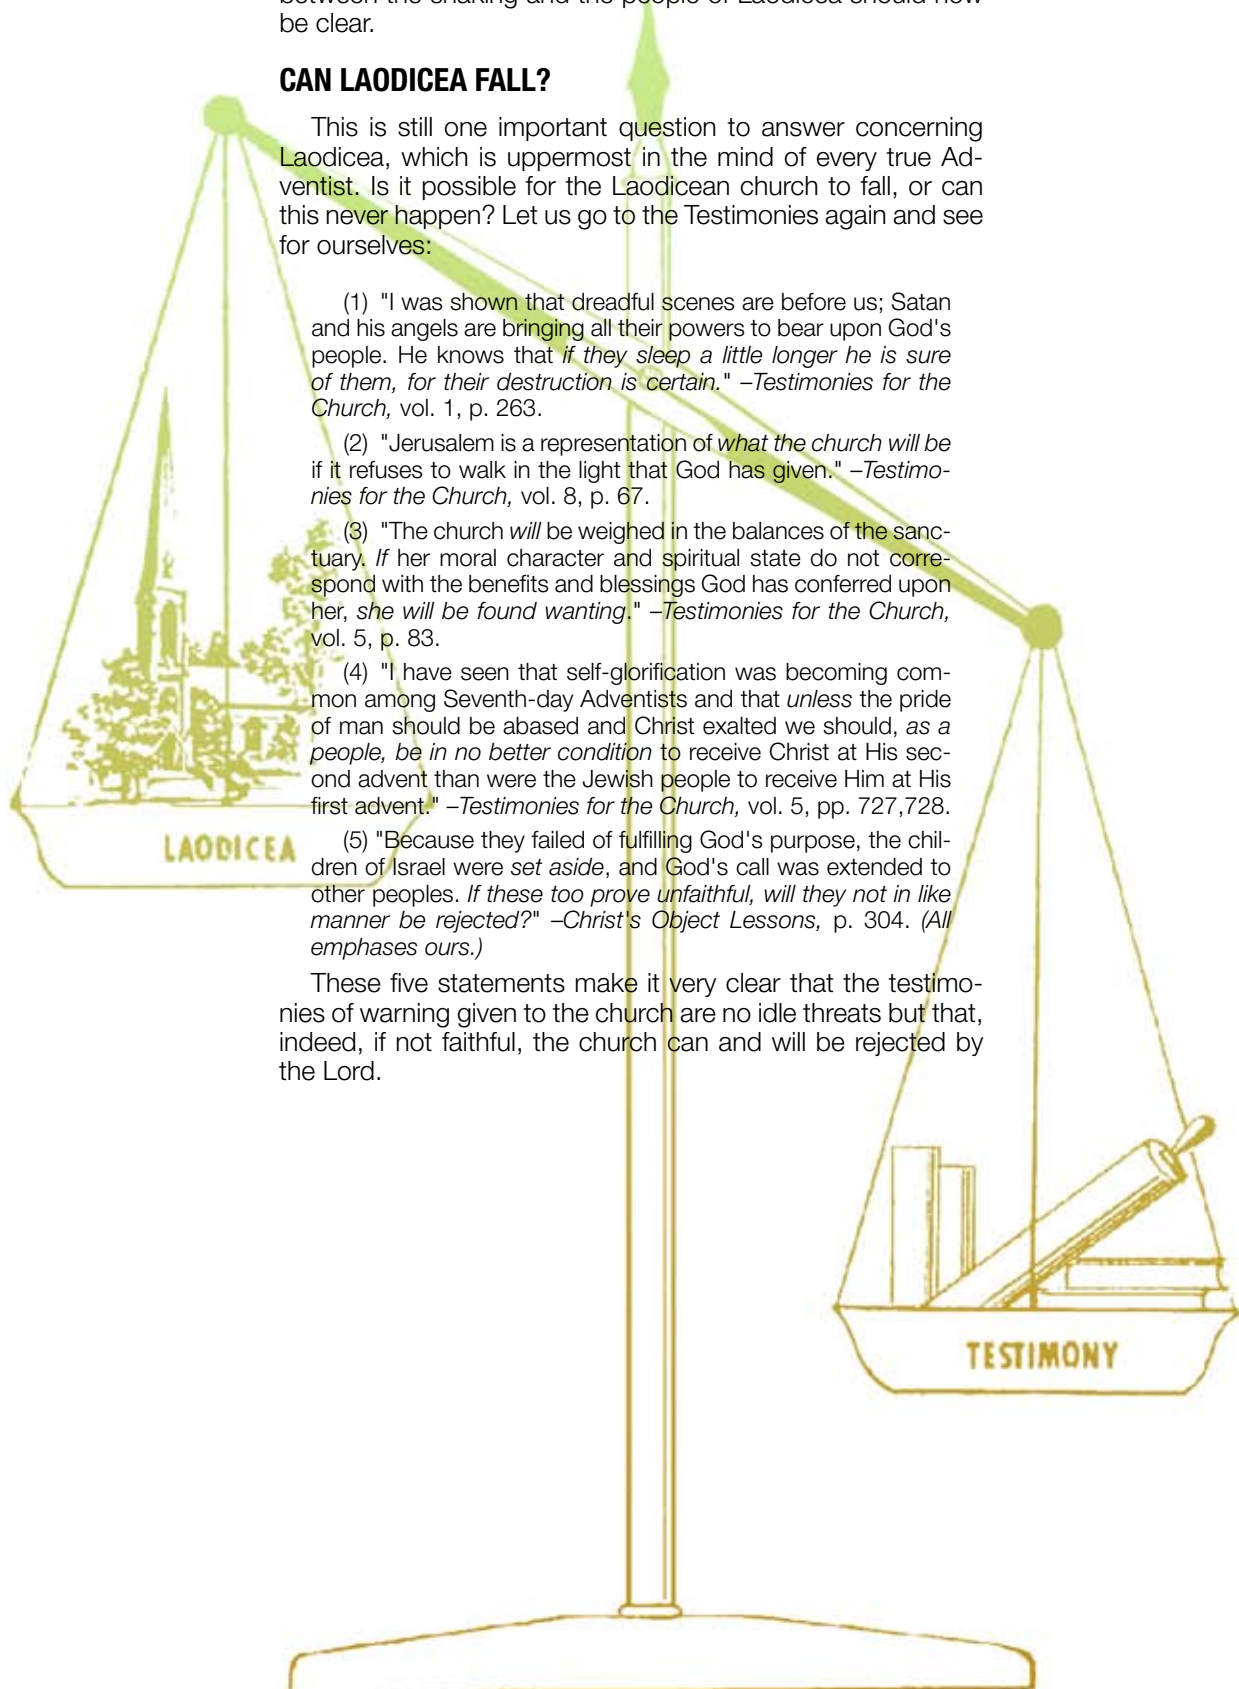 between the shaking and the people of Laodicea should now
be clear.
CAN LAODICEA FALL?
This is still one important question to answer concerning
Laodicea, which is uppermost in the mind of every true Ad-
ventist. Is it possible for the Laodicean church to fall, or can
this never happen? Let us go to the Testimonies again and see
for ourselves:
(1) "I was shown that dreadful scenes are before us; Satan
and his angels are bringing all their powers to bear upon God's
people. He knows that if they sleep a little longer he is sure
of them, for their destruction is certain." –Testimonies for the
Church, vol. 1, p. 263.
(2) "Jerusalem is a representation of what the church will be
if it refuses to walk in the light that God has given." –Testimo-
nies for the Church, vol. 8, p. 67.
(3) "The church will be weighed in the balances of the sanc-
tuary. If her moral character and spiritual state do not corre-
spond with the benefits and blessings God has conferred upon
her, she will be found wanting." –Testimonies for the Church,
vol. 5, p. 83.
(4) "I have seen that self-glorification was becoming com-
mon among Seventh-day Adventists and that unless the pride
of man should be abased and Christ exalted we should, as a
people, be in no better condition to receive Christ at His sec-
ond advent than were the Jewish people to receive Him at His
first advent." –Testimonies for the Church, vol. 5, pp. 727,728.
(5) "Because they failed of fulfilling God's purpose, the chil-
dren of Israel were set aside, and God's call was extended to
other peoples. If these too prove unfaithful, will they not in like
manner be rejected?" –Christ's Object Lessons, p. 304. (All
emphases ours.)
These five statements make it very clear that the testimo-
nies of warning given to the church are no idle threats but that,
indeed, if not faithful, the church can and will be rejected by
the Lord.
LAODICEA
TESTIMONY